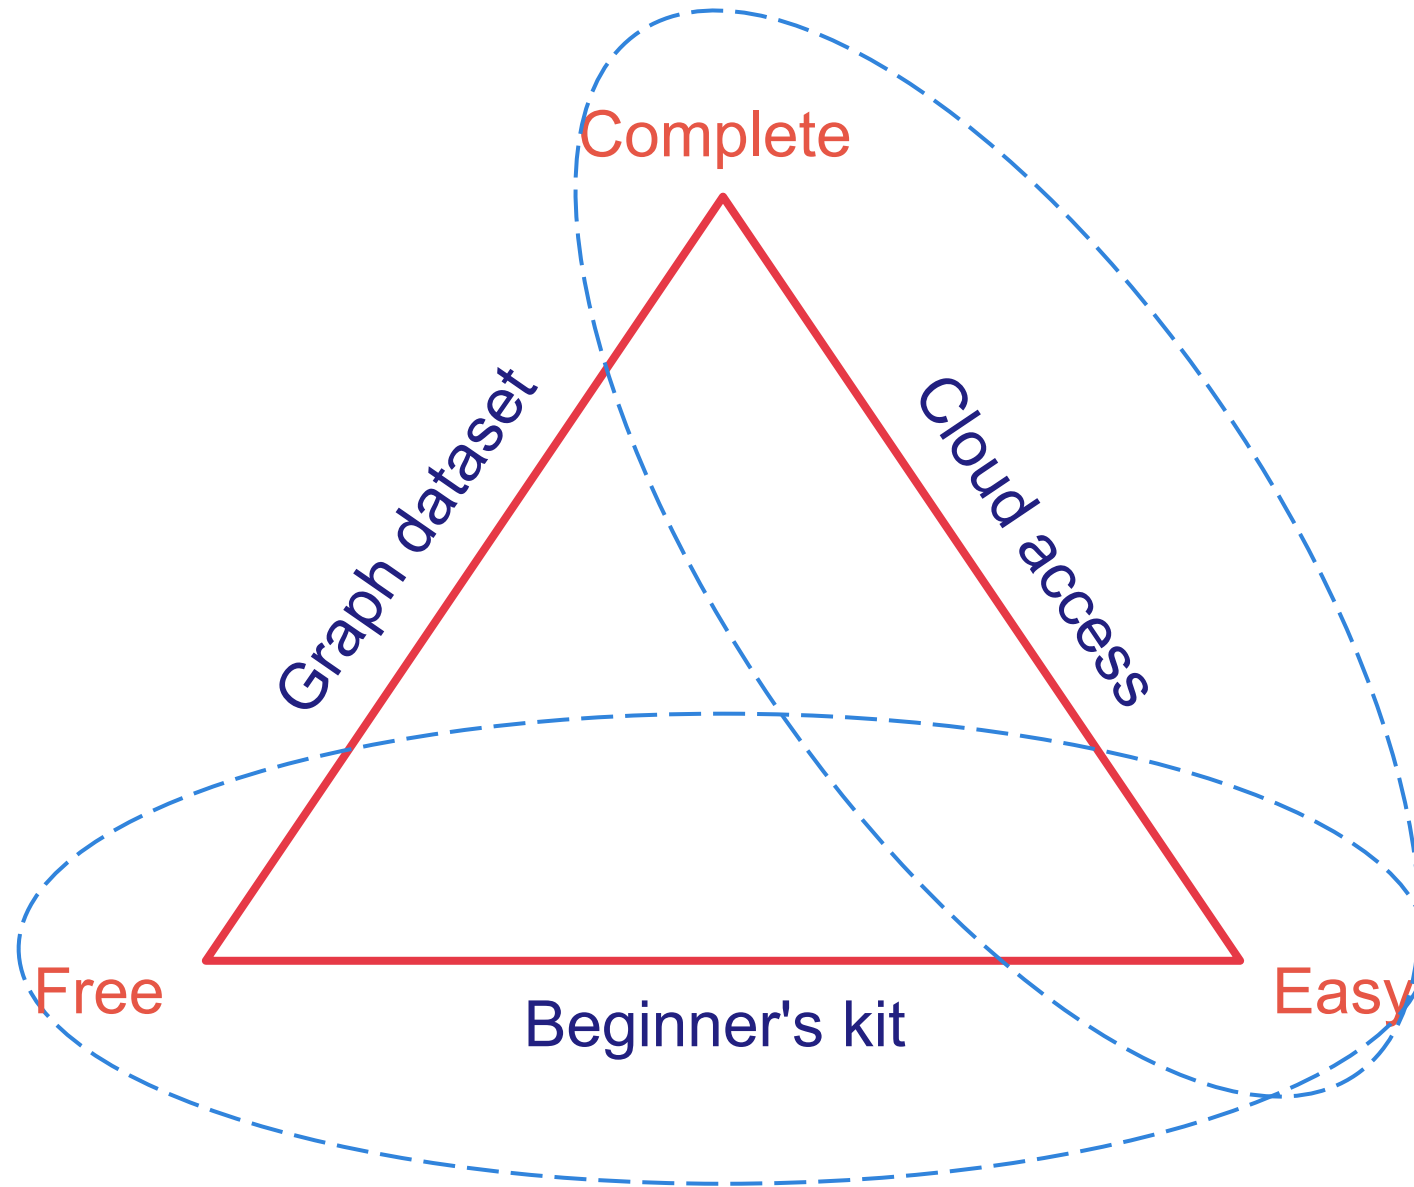 Complete
Graph dataset
Cloud access
Free
Easy
Beginner's kit